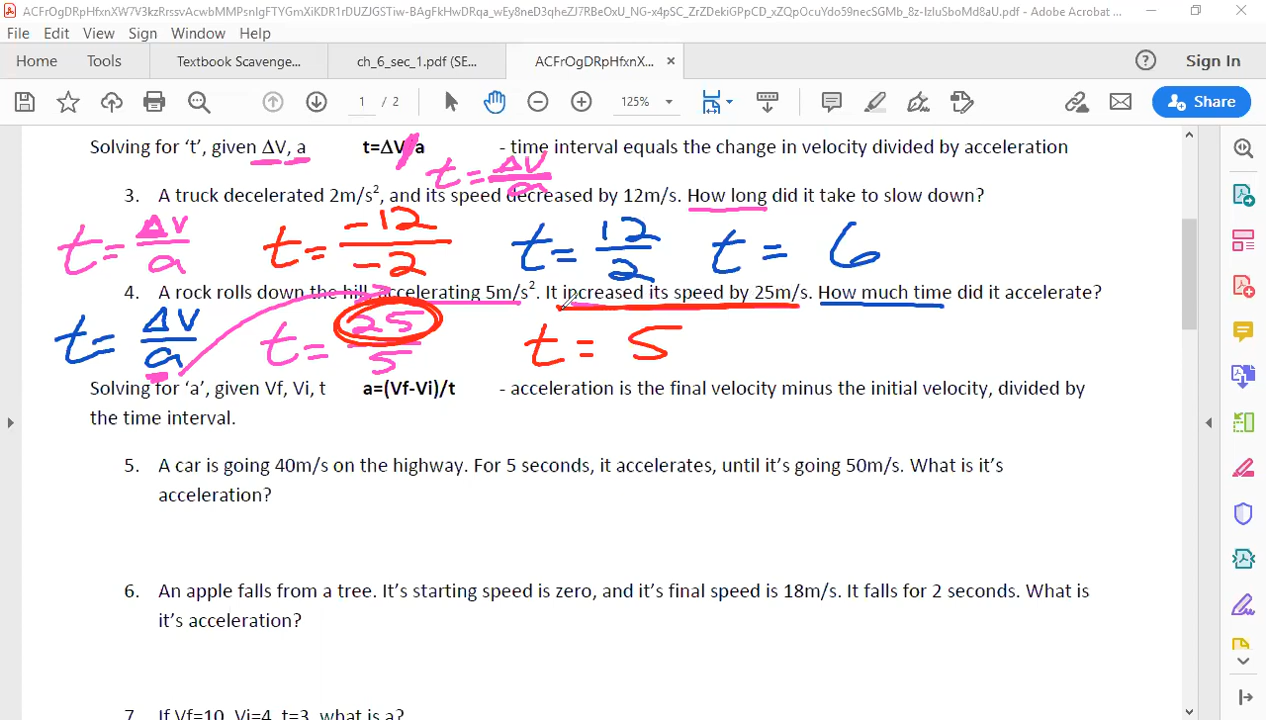 ACFrOgDRpHfxnXW7V3kzRrssvAcwbMMPsnIgFTYGmXiKDR1rDUZJGSTiw-BAgFkHwDRqa_wEy8neD3qheZJ7RBeOxU_NG-x4pSC_ZrZDekiGPpCD_xZQpOcuYdo59necSGMb_8z-IzIuSboMd8aU.pdf - Adobe Acrobat ...
File Edit View Sign Window Help
Home Tools Textbook Scavenge... ch_6_sec_1.pdf (SE... ACFrOgDRpHfxnX... × Sign In
1 / 2 125% Share
Solving for 't', given ΔV, a t=ΔV/a - time interval equals the change in velocity divided by acceleration
t = ΔV/a
3. A truck decelerated 2m/s², and its speed decreased by 12m/s. How long did it take to slow down?
t = ΔV/a t = -12/-2 t = 12/2 t = 6
4. A rock rolls down the hill, accelerating 5m/s². It increased its speed by 25m/s. How much time did it accelerate?
t = ΔV/a t = 25/5 t = 5
Solving for 'a', given Vf, Vi, t a=(Vf-Vi)/t - acceleration is the final velocity minus the initial velocity, divided by
the time interval.
5. A car is going 40m/s on the highway. For 5 seconds, it accelerates, until it's going 50m/s. What is it's
acceleration?
6. An apple falls from a tree. It's starting speed is zero, and it's final speed is 18m/s. It falls for 2 seconds. What is
it's acceleration?
7. If Vf=10, Vi=4, t=3, what is a?